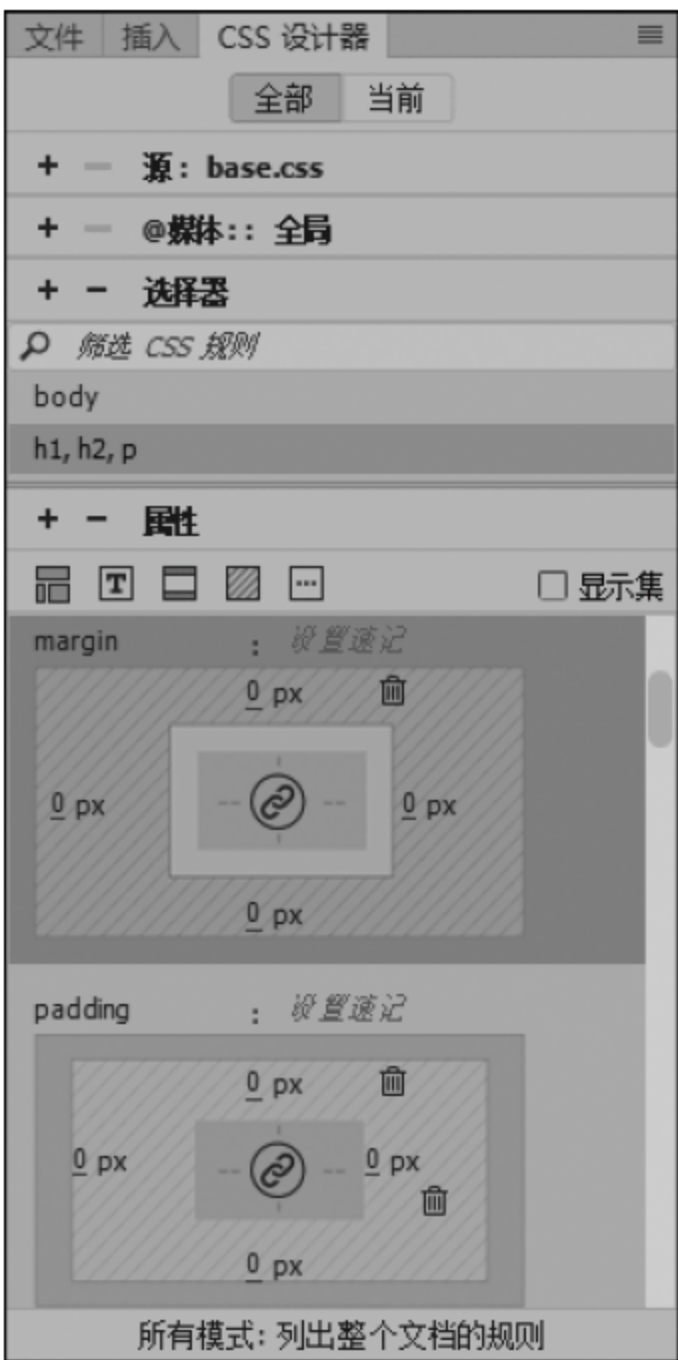 文件 插入 CSS 设计器
全部 当前
+ − 源: base.css
+ − @媒体:: 全局
+ − 选择器
筛选 CSS 规则
body
h1, h2, p
+ − 属性
T ... 显示集
margin : 设置速记
0 px
0 px 0 px
0 px
padding : 设置速记
0 px
0 px 0 px
0 px
所有模式: 列出整个文档的规则